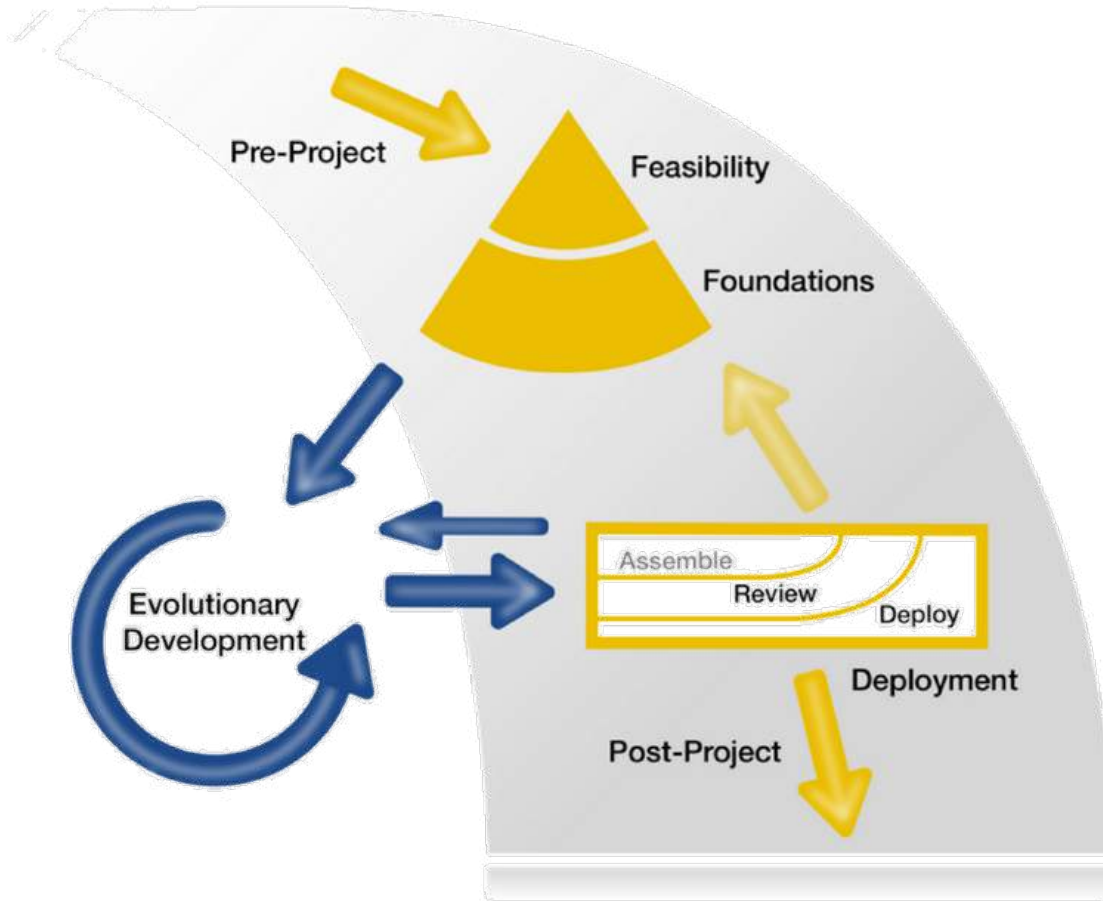 Pre-Project
Feasibility
Foundations
Evolutionary
Development
Assemble
Review
Deploy
Deployment
Post-Project